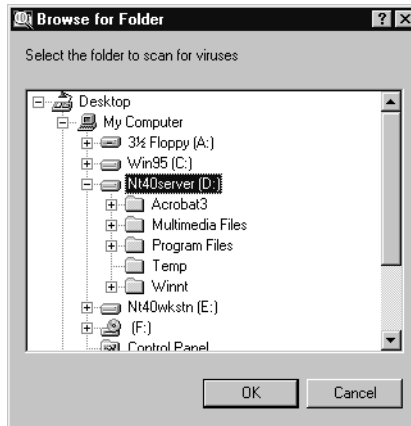 Browse for Folder
Select the folder to scan for viruses
Desktop
My Computer
3½ Floppy (A:)
Win95 (C:)
Nt40server (D:)
Acrobat3
Multimedia Files
Program Files
Temp
Winnt
Nt40wkstn (E:)
(F:)
Control Panel
OK Cancel